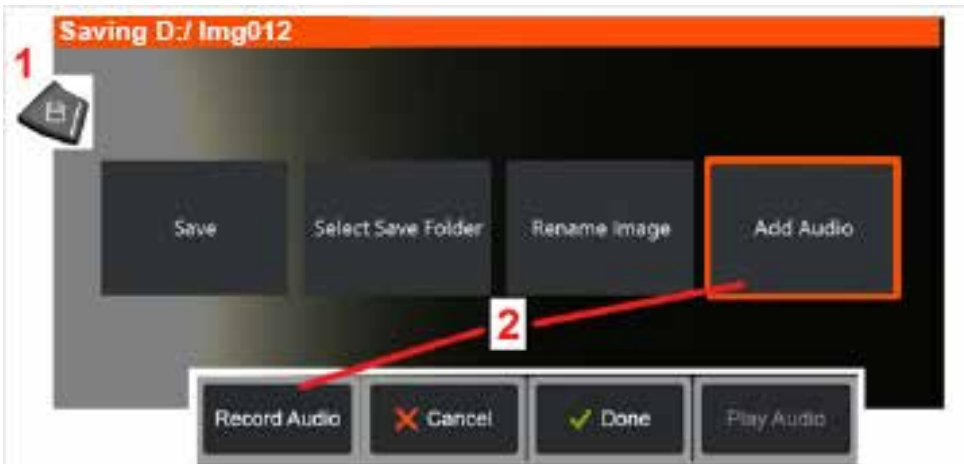 Saving D:/ Img012
1
Save
Select Save Folder
Rename Image
Add Audio
2
Record Audio
Cancel
Done
Play Audio